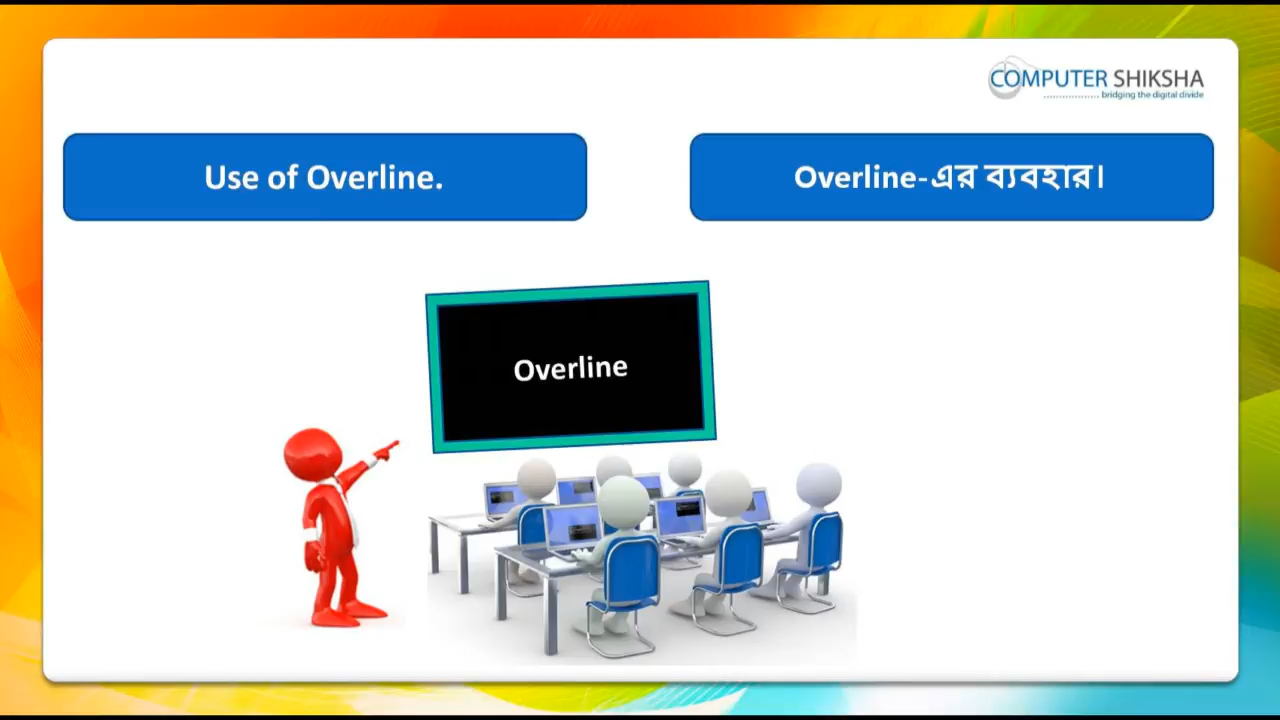 COMPUTER SHIKSHA
bridging the digital divide
Use of Overline.
Overline-এর ব্যবহার।
Overline